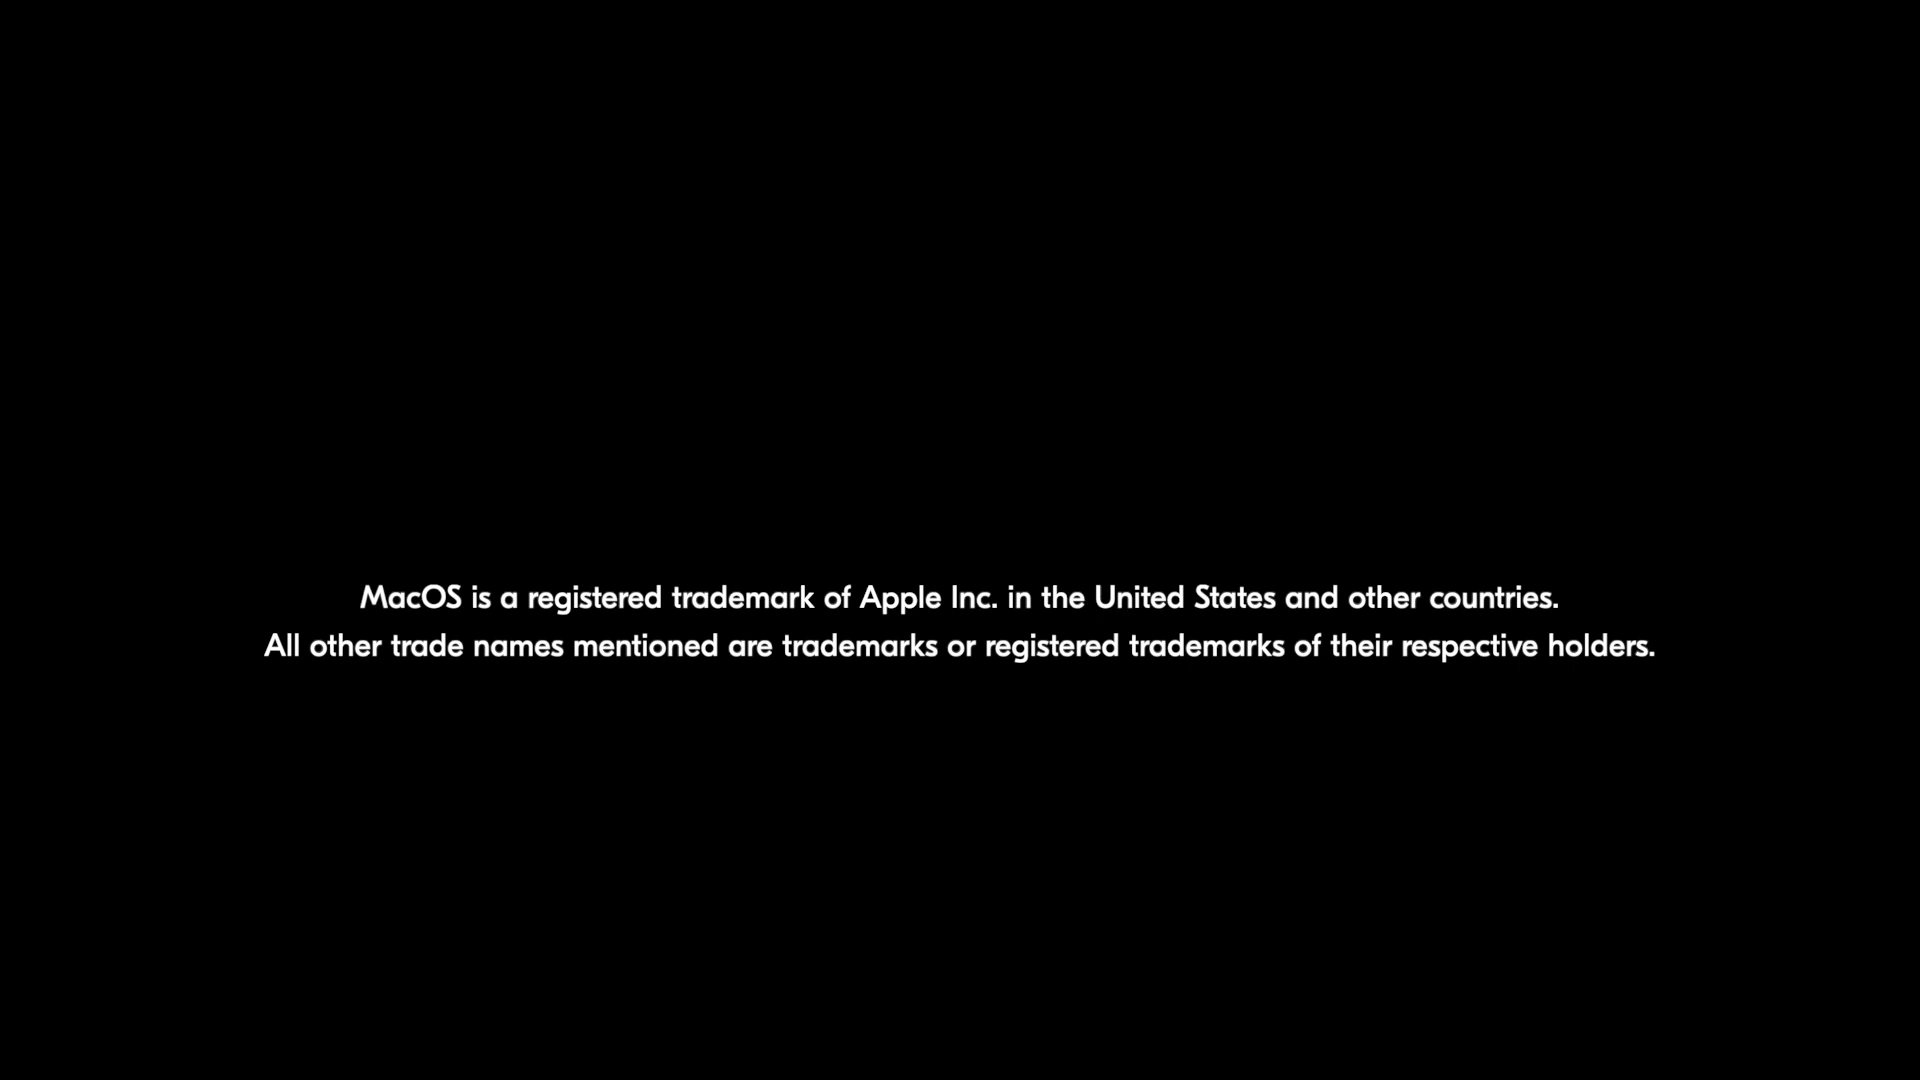 MacOS is a registered trademark of Apple Inc. in the United States and other countries.
All other trade names mentioned are trademarks or registered trademarks of their respective holders.